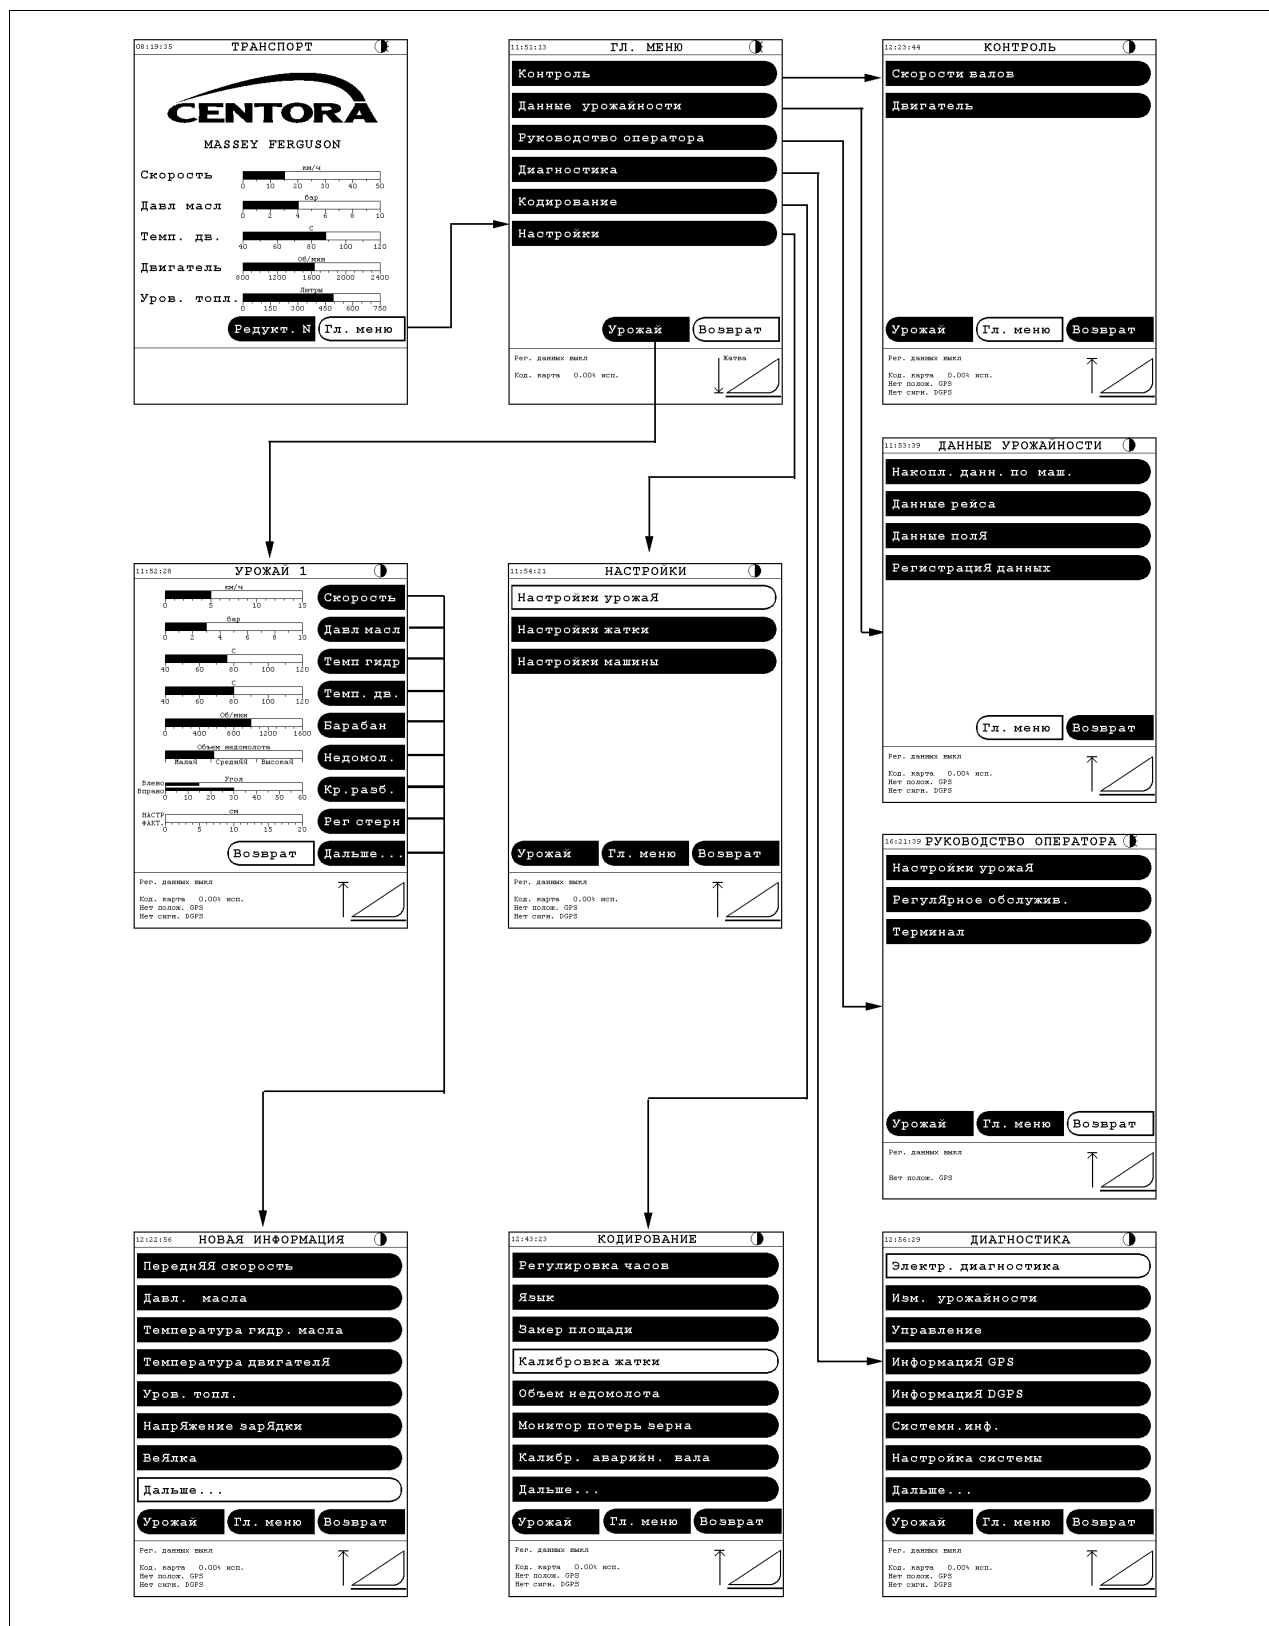 08:19:35 ТРАНСПОРТ
CENTORA
MASSEY FERGUSON
км/ч
Скорость
0 10 20 30 40 50
бар
Давл масл
0 2 4 6 8 10
C
Темп. дв.
40 60 80 100 120
Об/мин
Двигатель
800 1200 1600 2000 2400
Литры
Уров. топл.
0 150 300 450 600 750
Редукт. N Гл. меню
11:51:13 ГЛ. МЕНЮ
Контроль
Данные урожайности
Руководство оператора
Диагностика
Кодирование
Настройки
Урожай Возврат
Рег. данных выкл
Жатва
Код. карта 0.00% исп.
12:23:44 КОНТРОЛЬ
Скорости валов
Двигатель
Урожай Гл. меню Возврат
Рег. данных выкл
Код. карта 0.00% исп.
Нет полож. GPS
Нет сигн. DGPS
11:53:39 ДАННЫЕ УРОЖАЙНОСТИ
Накопл. данн. по маш.
Данные рейса
Данные полЯ
РегистрациЯ данных
Гл. меню Возврат
Рег. данных выкл
Код. карта 0.00% исп.
Нет полож. GPS
Нет сигн. DGPS
11:52:28 УРОЖАЙ 1
км/ч
Скорость
0 5 10 15
бар
Давл масл
0 2 4 6 8 10
C
Темп гидр
40 60 80 100 120
C
Темп. дв.
40 60 80 100 120
Об/мин
Барабан
0 400 800 1200 1600
Объем недомолота
Недомол.
МалаЯ СреднЯЯ ВысокаЯ
Угол
Влево
Вправо
Кр.разб.
0 10 20 30 40 50 60
см
НАСТР
ФАКТ.
Рег стерн
0 5 10 15 20
Возврат Дальше...
Рег. данных выкл
Код. карта 0.00% исп.
Нет полож. GPS
Нет сигн. DGPS
11:54:21 НАСТРОЙКИ
Настройки урожаЯ
Настройки жатки
Настройки машины
Урожай Гл. меню Возврат
Рег. данных выкл
Код. карта 0.00% исп.
Нет полож. GPS
Нет сигн. DGPS
16:21:39 РУКОВОДСТВО ОПЕРАТОРА
Настройки урожаЯ
РегулЯрное обслужив.
Терминал
Урожай Гл. меню Возврат
Рег. данных выкл
Нет полож. GPS
12:22:56 НОВАЯ ИНФОРМАЦИЯ
ПереднЯЯ скорость
Давл. масла
Температура гидр. масла
Температура двигателЯ
Уров. топл.
НапрЯжение зарЯдки
ВеЯлка
Дальше...
Урожай Гл. меню Возврат
Рег. данных выкл
Код. карта 0.00% исп.
Нет полож. GPS
Нет сигн. DGPS
12:43:23 КОДИРОВАНИЕ
Регулировка часов
Язык
Замер площади
Калибровка жатки
Объем недомолота
Монитор потерь зерна
Калибр. аварийн. вала
Дальше...
Урожай Гл. меню Возврат
Рег. данных выкл
Код. карта 0.00% исп.
Нет полож. GPS
Нет сигн. DGPS
12:56:29 ДИАГНОСТИКА
Электр. диагностика
Изм. урожайности
Управление
ИнформациЯ GPS
ИнформациЯ DGPS
Системн.инф.
Настройка системы
Дальше...
Урожай Гл. меню Возврат
Рег. данных выкл
Код. карта 0.00% исп.
Нет полож. GPS
Нет сигн. DGPS